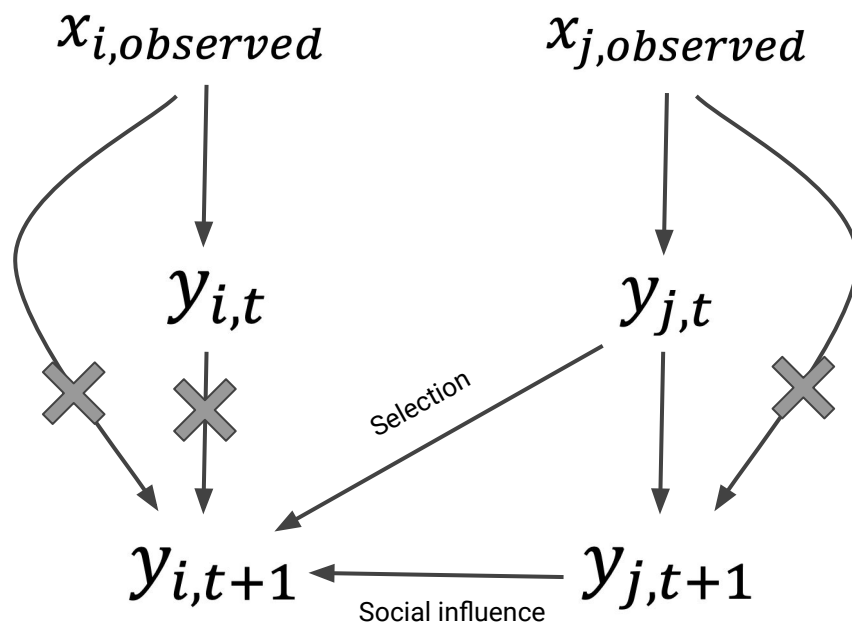 x_{i,observed} x_{j,observed}
y_{i,t} y_{j,t}
Selection
y_{i,t+1} y_{j,t+1}
Social influence